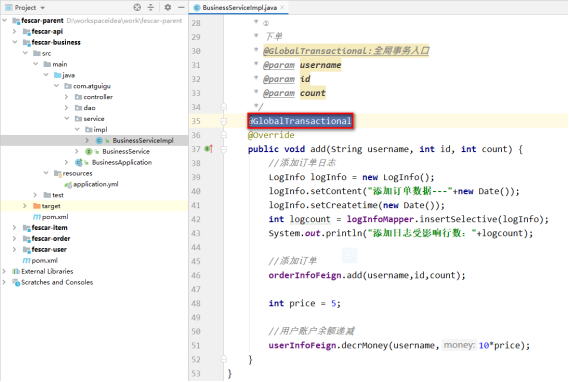 Project
fescar-parent D:\workspaceidea\work\fescar-parent
fescar-api
fescar-business
src
main
java
com.atguigu
controller
dao
service
impl
BusinessServiceImpl
BusinessService
BusinessApplication
resources
application.yml
test
target
pom.xml
fescar-item
fescar-order
fescar-user
pom.xml
External Libraries
Scratches and Consoles
BusinessServiceImpl.java
28 * ①
29 * 下单
30 * @GlobalTransactional:全局事务入口
31 * @param username
32 * @param id
33 * @param count
34 */
35 @GlobalTransactional
36 @Override
37 public void add(String username, int id, int count) {
38 //添加订单日志
39 LogInfo logInfo = new LogInfo();
40 logInfo.setContent("添加订单数据---"+new Date());
41 logInfo.setCreatetime(new Date());
42 int logcount = logInfoMapper.insertSelective(logInfo);
43 System.out.println("添加日志受影响行数："+logcount);
44
45 //添加订单
46 orderInfoFeign.add(username,id,count);
47
48 int price = 5;
49
50 //用户账户余额递减
51 userInfoFeign.decrMoney(username, money: 10*price);
52 }
53 }